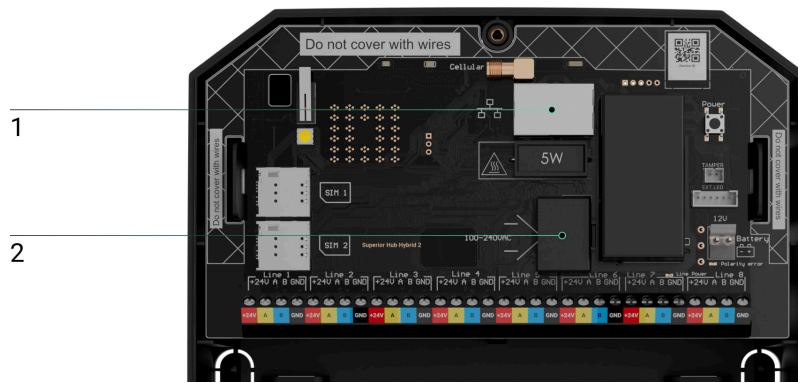 Do not cover with wires
Cellular
1
Power
Do not cover with wires
Do not cover with wires
5W
TAMPER
EXT.LED
SIM 1
12V
2
SIM 2
Superior Hub Hybrid 2
100-240VAC
Battery
Polarity error
Line 1 Line 2 Line 3 Line 4 Line 5 Line 6 Line 7 Line Power Line 8
+24V A B GND +24V A B GND +24V A B GND +24V A B GND +24V A B GND +24V A B GND +24V A B GND +24V A B GND
+24V A B GND +24V A B GND +24V A B GND +24V A B GND +24V A B GND +24V A B GND +24V A B GND +24V A B GND